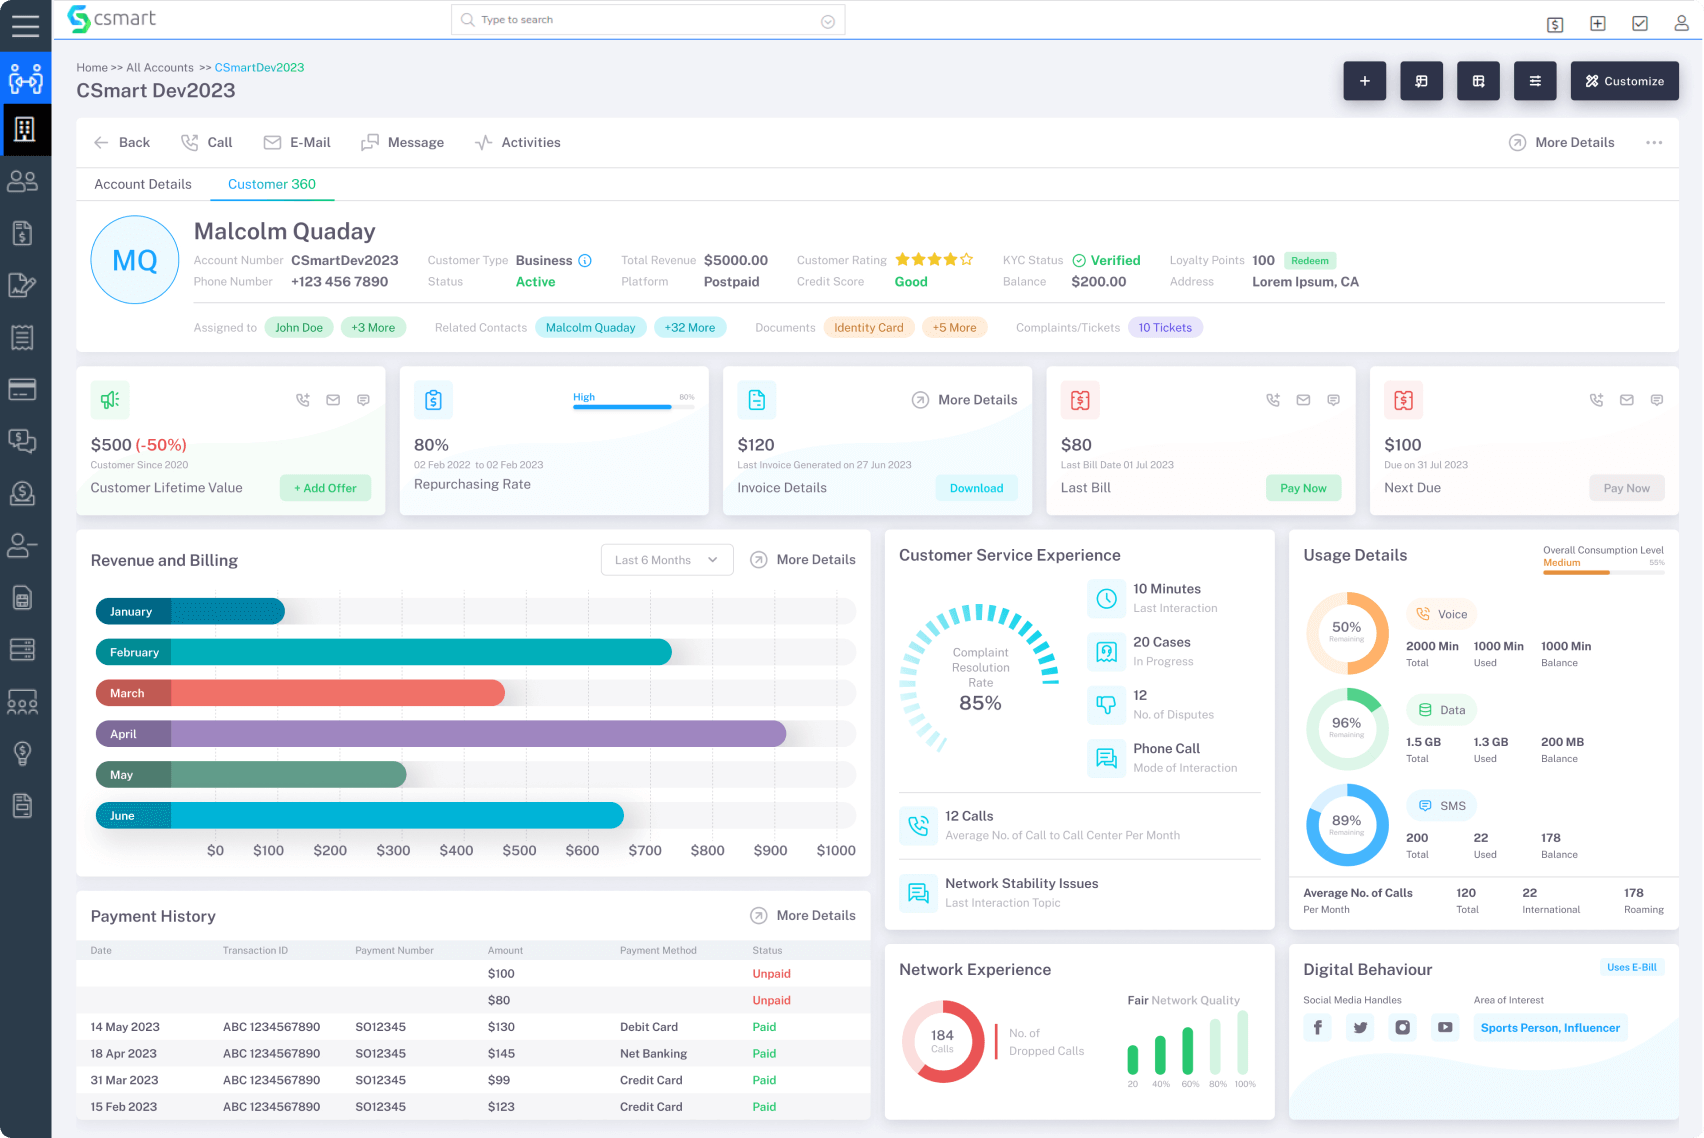 csmart
Type to search
Home >> All Accounts >> CSmartDev2023
CSmart Dev2023
Customize
Back Call E-Mail Message Activities More Details
Account Details Customer 360
MQ
Malcolm Quaday
Account Number CSmartDev2023 Customer Type Business Total Revenue $5000.00 Customer Rating KYC Status Verified Loyalty Points 100 Redeem
Phone Number +123 456 7890 Status Active Platform Postpaid Credit Score Good Balance $200.00 Address Lorem Ipsum, CA
Assigned to John Doe +3 More Related Contacts Malcolm Quaday +32 More Documents Identity Card +5 More Complaints/Tickets 10 Tickets
$500 (-50%)
Customer Since 2020
Customer Lifetime Value
+ Add Offer
High 80%
80%
02 Feb 2022 to 02 Feb 2023
Repurchasing Rate
More Details
$120
Last Invoice Generated on 27 Jun 2023
Invoice Details
Download
$80
Last Bill Date 01 Jul 2023
Last Bill
Pay Now
$100
Due on 31 Jul 2023
Next Due
Pay Now
Revenue and Billing
Last 6 Months
More Details
January
February
March
April
May
June
$0 $100 $200 $300 $400 $500 $600 $700 $800 $900 $1000
Payment History
More Details
Date Transaction ID Payment Number Amount Payment Method Status
$100 Unpaid
$80 Unpaid
14 May 2023 ABC 1234567890 SO12345 $130 Debit Card Paid
18 Apr 2023 ABC 1234567890 SO12345 $145 Net Banking Paid
31 Mar 2023 ABC 1234567890 SO12345 $99 Credit Card Paid
15 Feb 2023 ABC 1234567890 SO12345 $123 Credit Card Paid
Customer Service Experience
Complaint
Resolution
Rate
85%
10 Minutes
Last Interaction
20 Cases
In Progress
12
No. of Disputes
Phone Call
Mode of Interaction
12 Calls
Average No. of Call to Call Center Per Month
Network Stability Issues
Last Interaction Topic
Network Experience
184
Calls
No. of
Dropped Calls
Fair Network Quality
20 40% 60% 80% 100%
Usage Details
Overall Consumption Level
Medium 55%
50%
Remaining
Voice
2000 Min 1000 Min 1000 Min
Total Used Balance
96%
Remaining
Data
1.5 GB 1.3 GB 200 MB
Total Used Balance
89%
Remaining
SMS
200 22 178
Total Used Balance
Average No. of Calls 120 22 178
Per Month Total International Roaming
Digital Behaviour
Uses E-Bill
Social Media Handles Area of Interest
Sports Person, Influencer